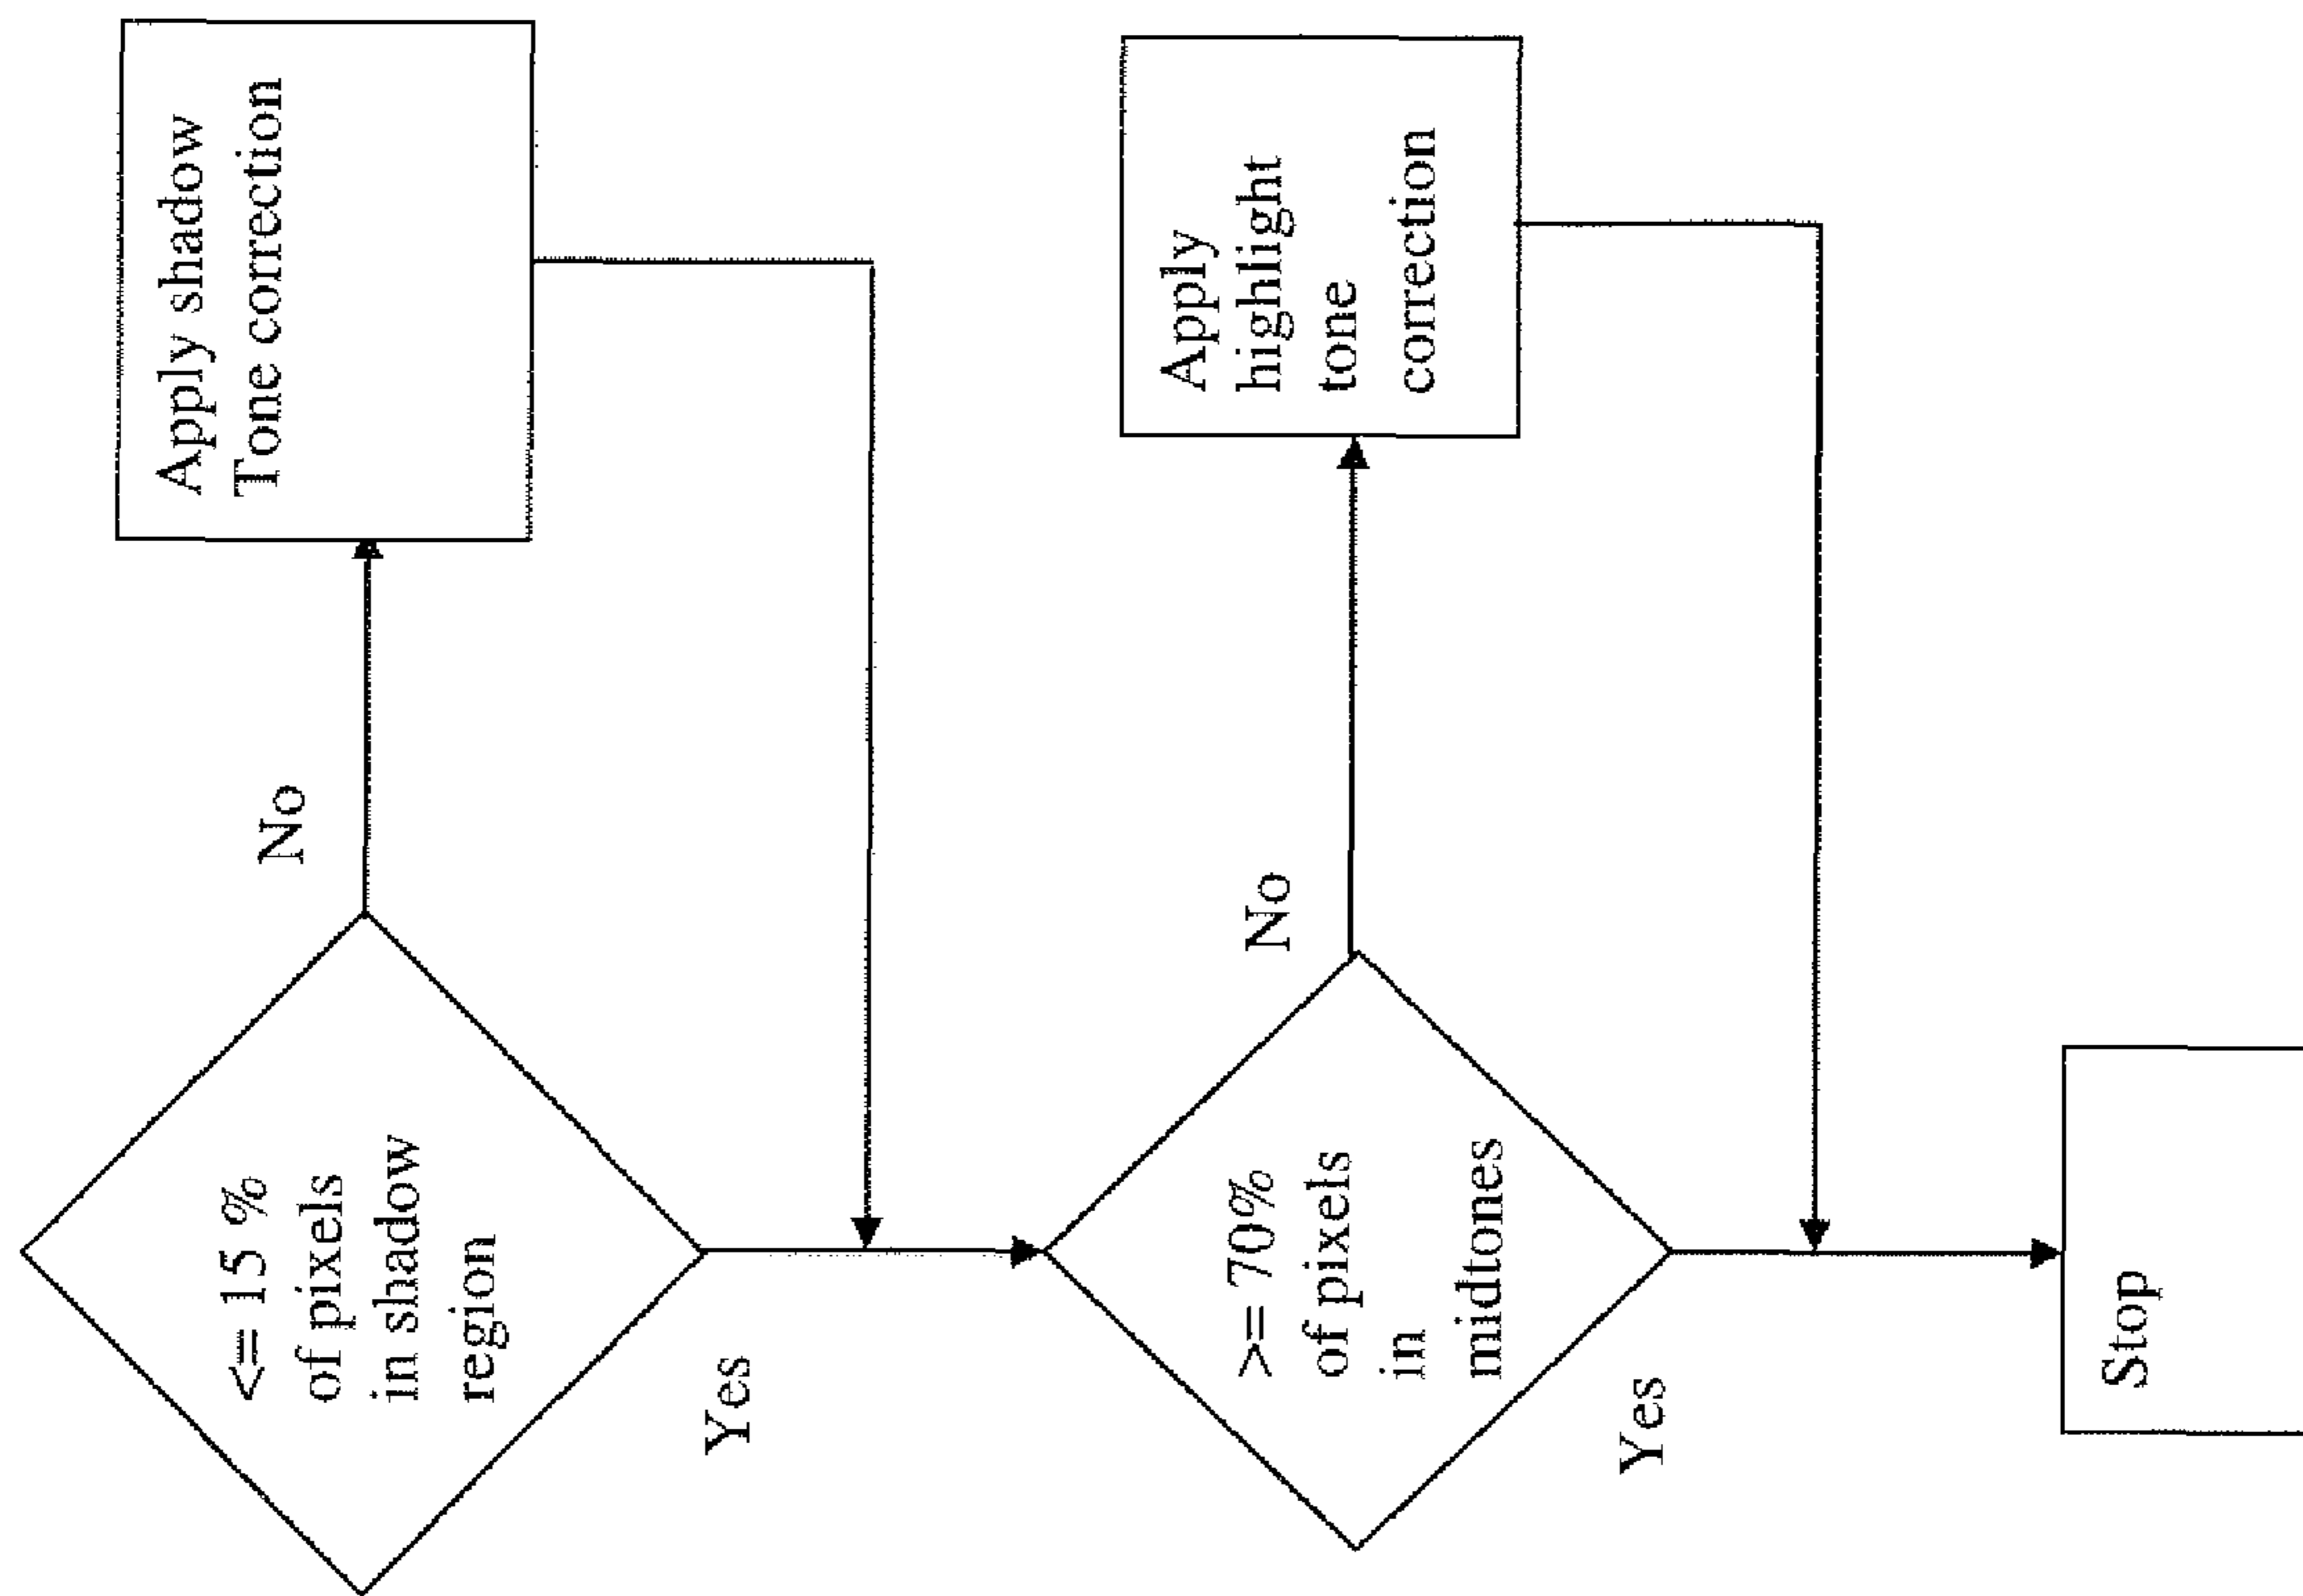 <= 15 %
of pixels
in shadow
region
No
Apply shadow
Tone correction
Yes
>= 70%
of pixels
in
midtones
No
Apply
highlight
tone
correction
Yes
Stop